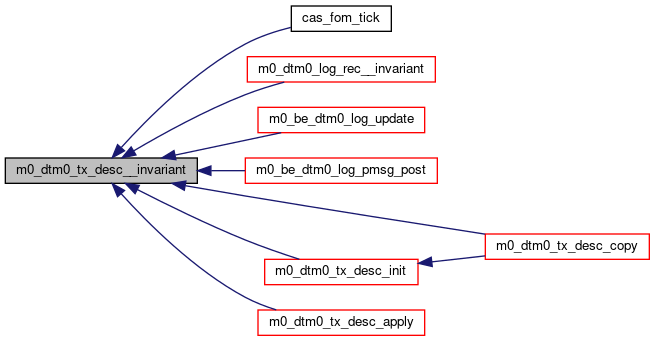 cas_fom_tick
m0_dtm0_log_rec__invariant
m0_be_dtm0_log_update
m0_dtm0_tx_desc__invariant
m0_be_dtm0_log_pmsg_post
m0_dtm0_tx_desc_copy
m0_dtm0_tx_desc_init
m0_dtm0_tx_desc_apply